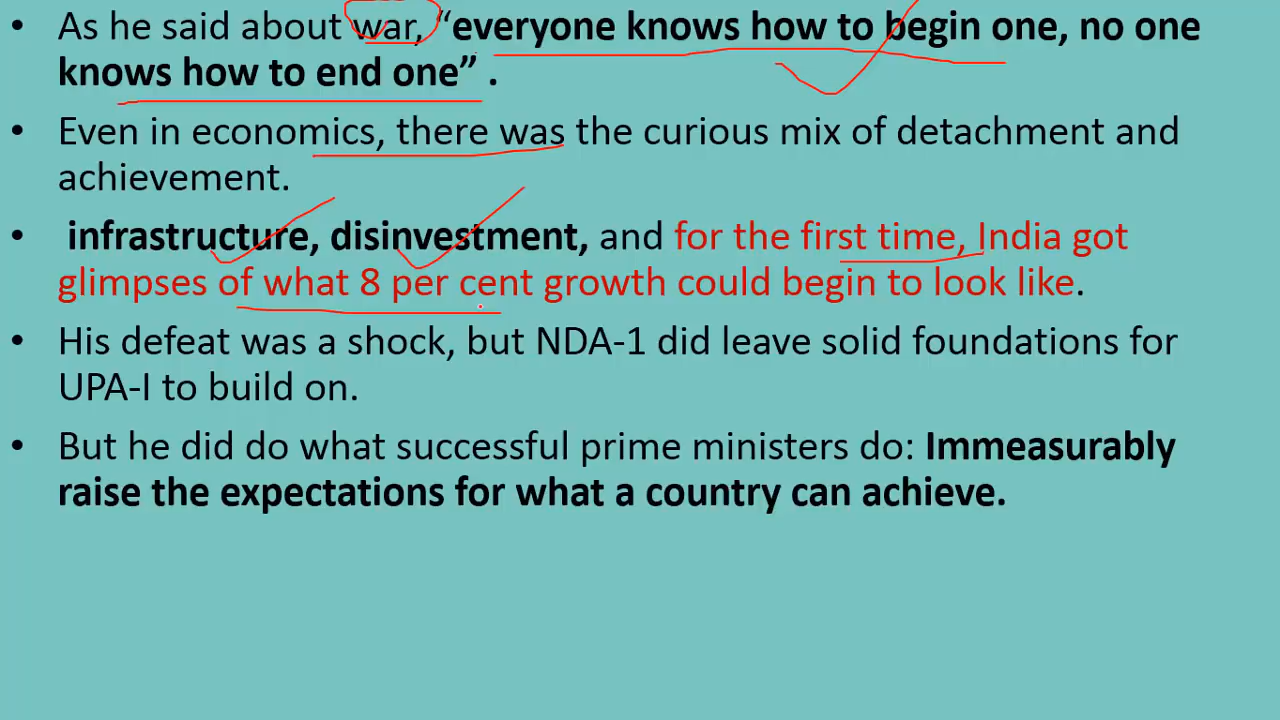 • As he said about war, “everyone knows how to begin one, no one
knows how to end one” .
• Even in economics, there was the curious mix of detachment and
achievement.
• infrastructure, disinvestment, and for the first time, India got
glimpses of what 8 per cent growth could begin to look like.
• His defeat was a shock, but NDA-1 did leave solid foundations for
UPA-I to build on.
• But he did do what successful prime ministers do: Immeasurably
raise the expectations for what a country can achieve.